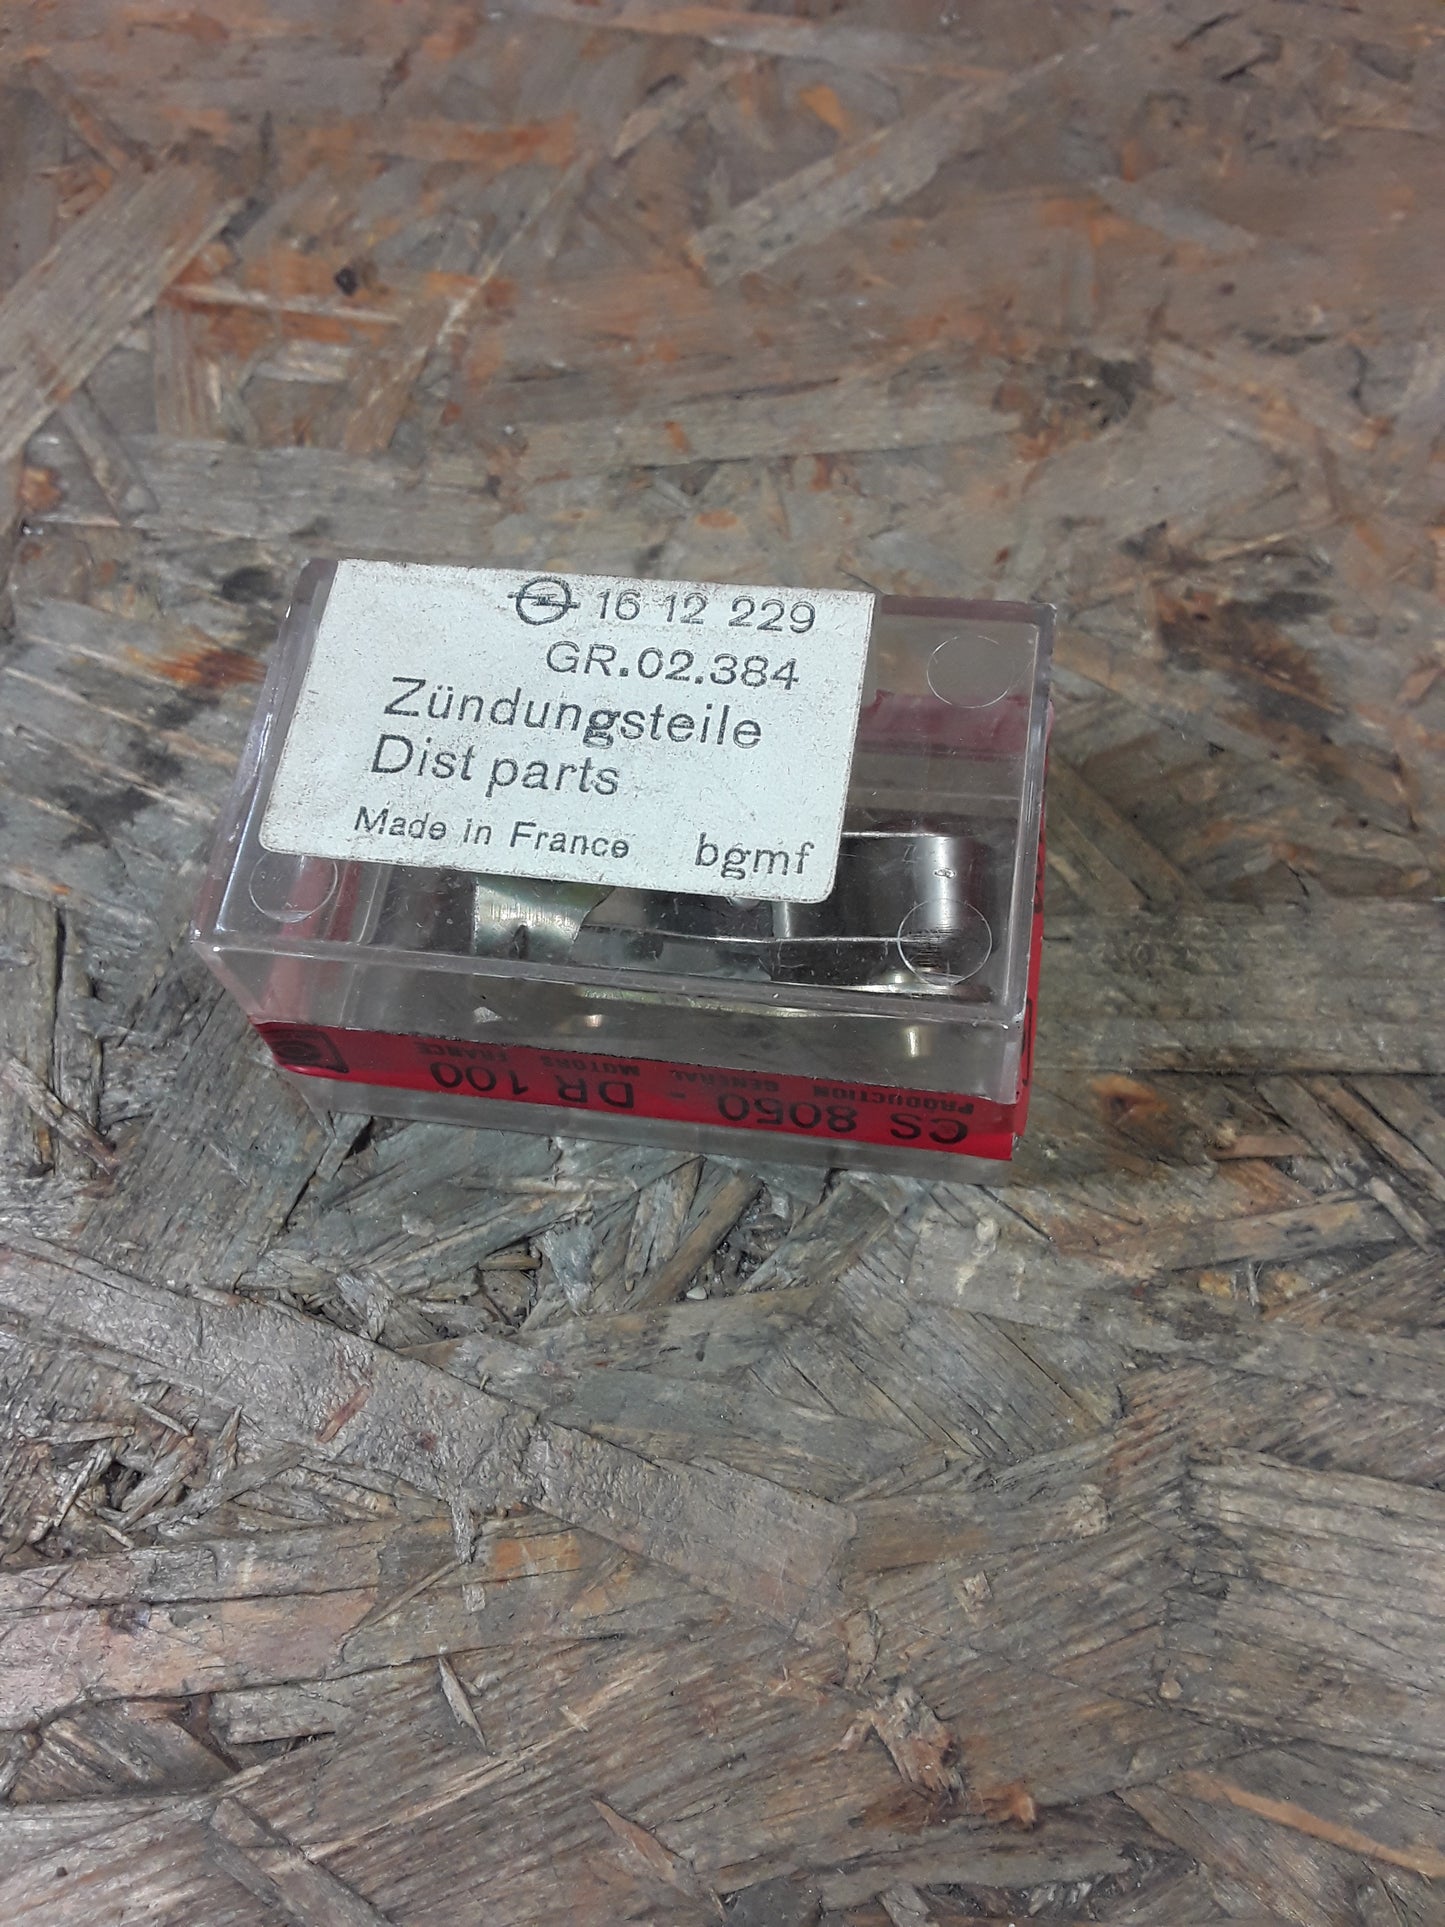 16 12 229
GR.02.384
Zündungsteile
Dist parts
Made in France bgmf
CS 8050 - DR 100
PRODUCTION GENERAL MOTORS FRANCE